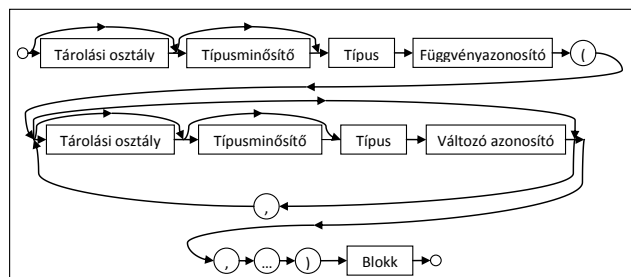 Tárolási osztály Típusminősítő Típus Függvényazonosító (
Tárolási osztály Típusminősítő Típus Változó azonosító
,
, ... ) Blokk